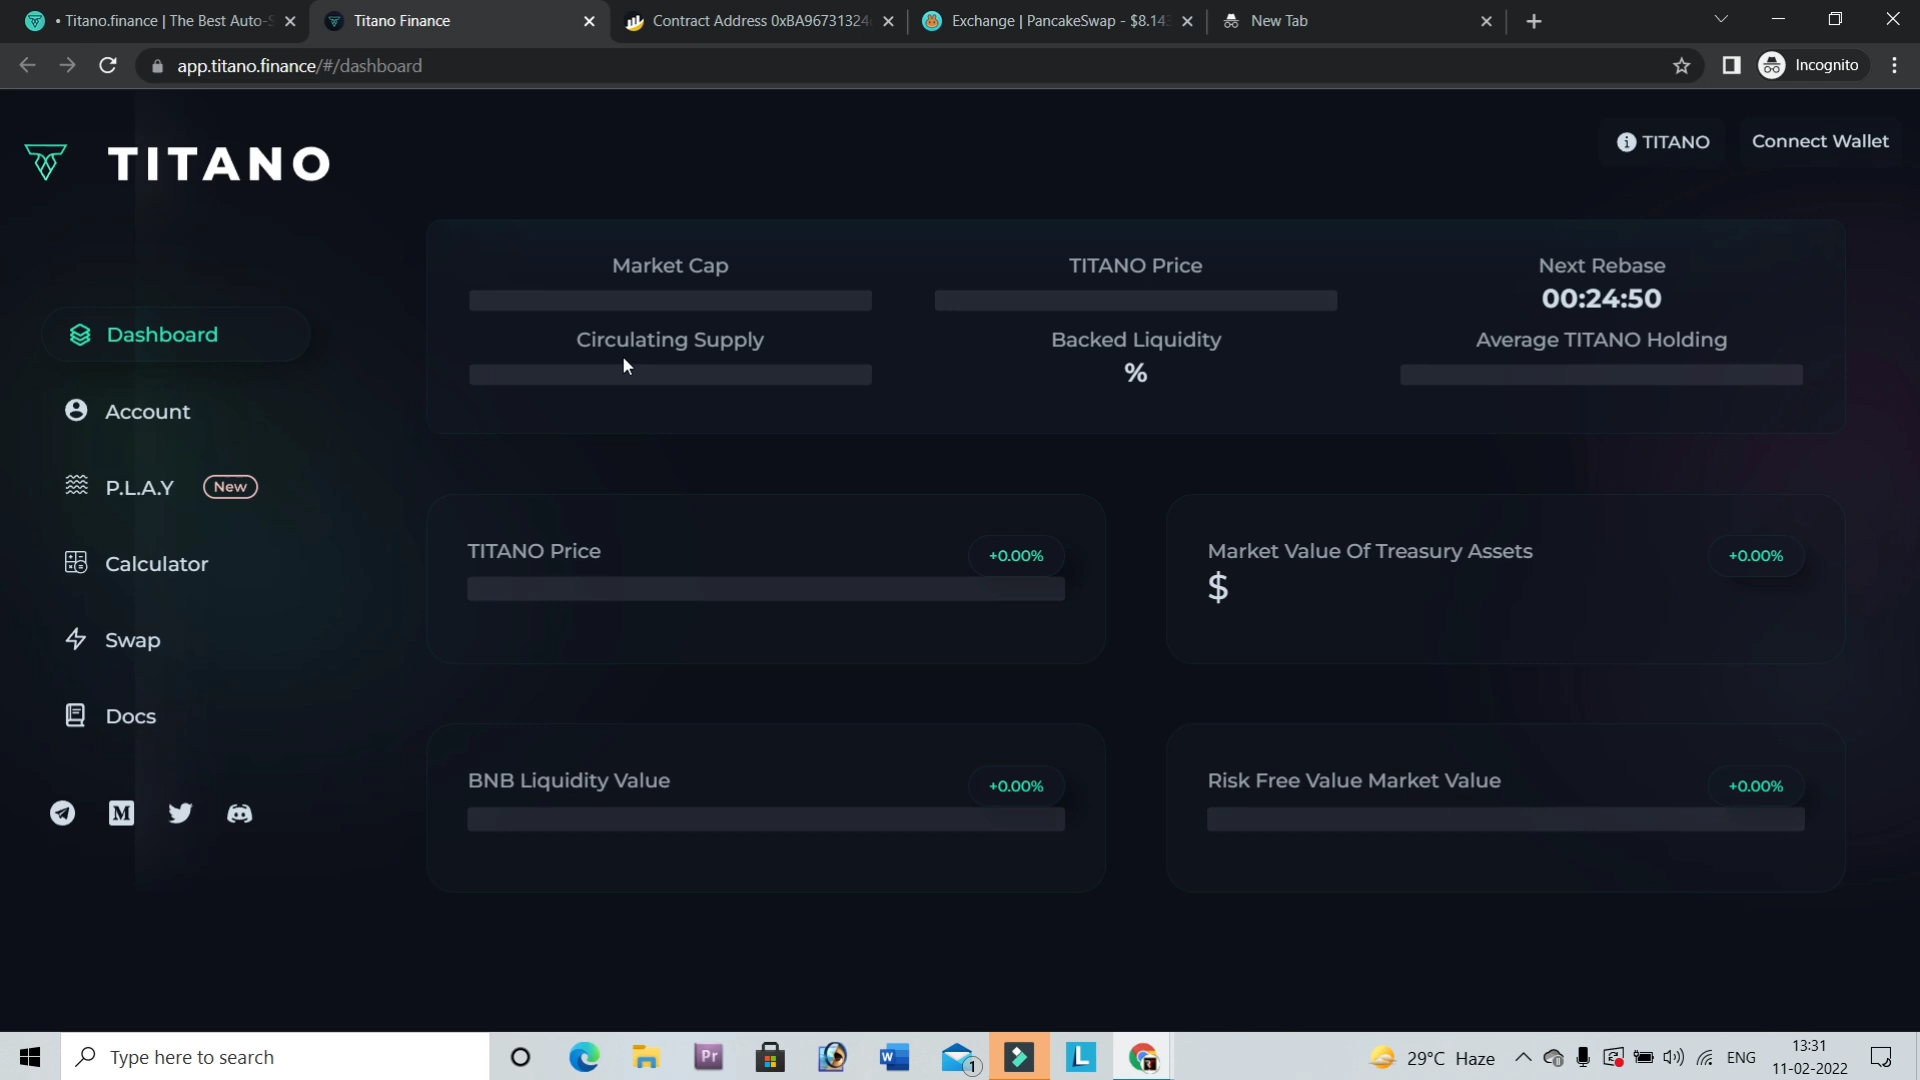 • Titano.finance | The Best Auto-S
Titano Finance
Contract Address 0xBA96731324
Exchange | PancakeSwap - $8.143
New Tab
app.titano.finance/#/dashboard
Incognito
TITANO
TITANO
Connect Wallet
Market Cap
TITANO Price
Next Rebase
00:24:50
Circulating Supply
Backed Liquidity
%
Average TITANO Holding
Dashboard
Account
P.L.A.Y
New
Calculator
Swap
Docs
TITANO Price
+0.00%
Market Value Of Treasury Assets
$
+0.00%
BNB Liquidity Value
+0.00%
Risk Free Value Market Value
+0.00%
Type here to search
Pr
W
1
L
29°C Haze
ENG
13:31
11-02-2022